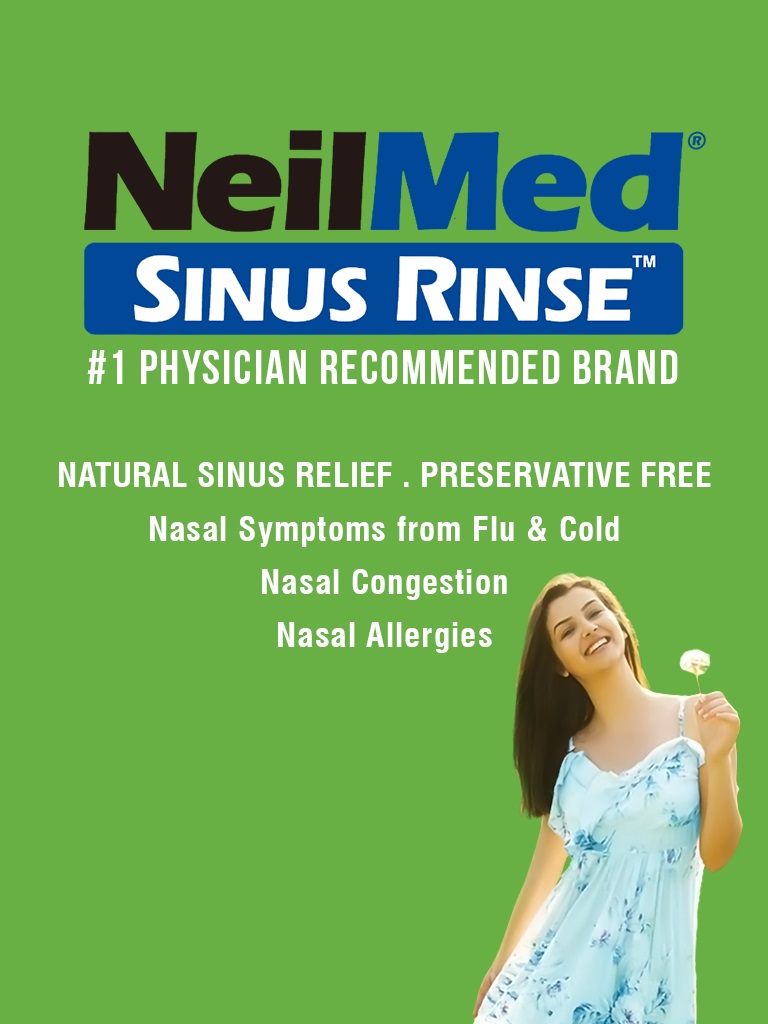 NeilMed®
SINUS RINSE™
#1 PHYSICIAN RECOMMENDED BRAND
NATURAL SINUS RELIEF . PRESERVATIVE FREE
Nasal Symptoms from Flu & Cold
Nasal Congestion
Nasal Allergies